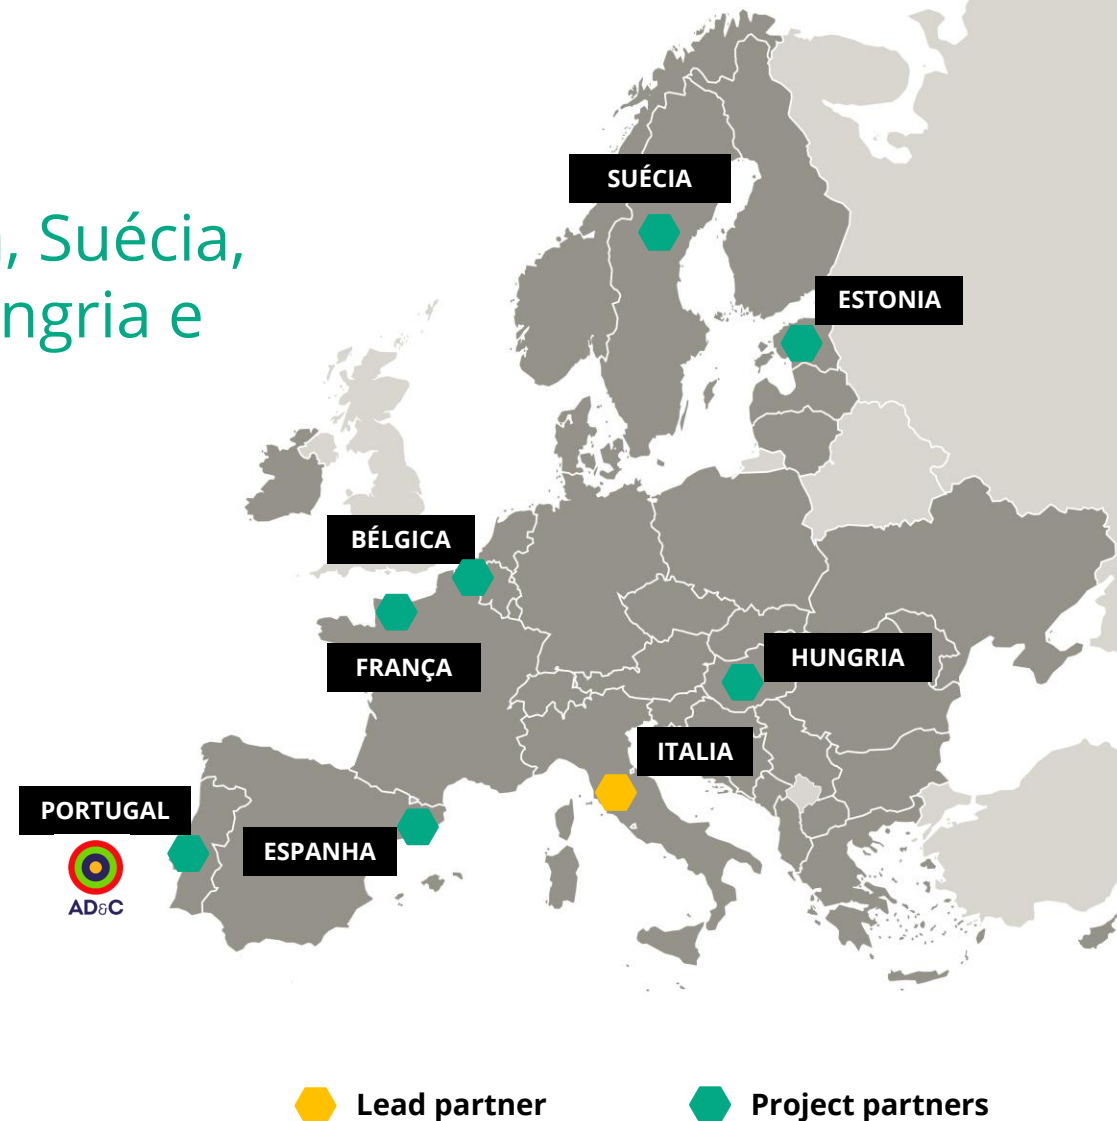 , Suécia,
ngria e
SUÉCIA
ESTONIA
BÉLGICA
FRANÇA
HUNGRIA
ITALIA
PORTUGAL
ESPANHA
AD&C
Lead partner
Project partners